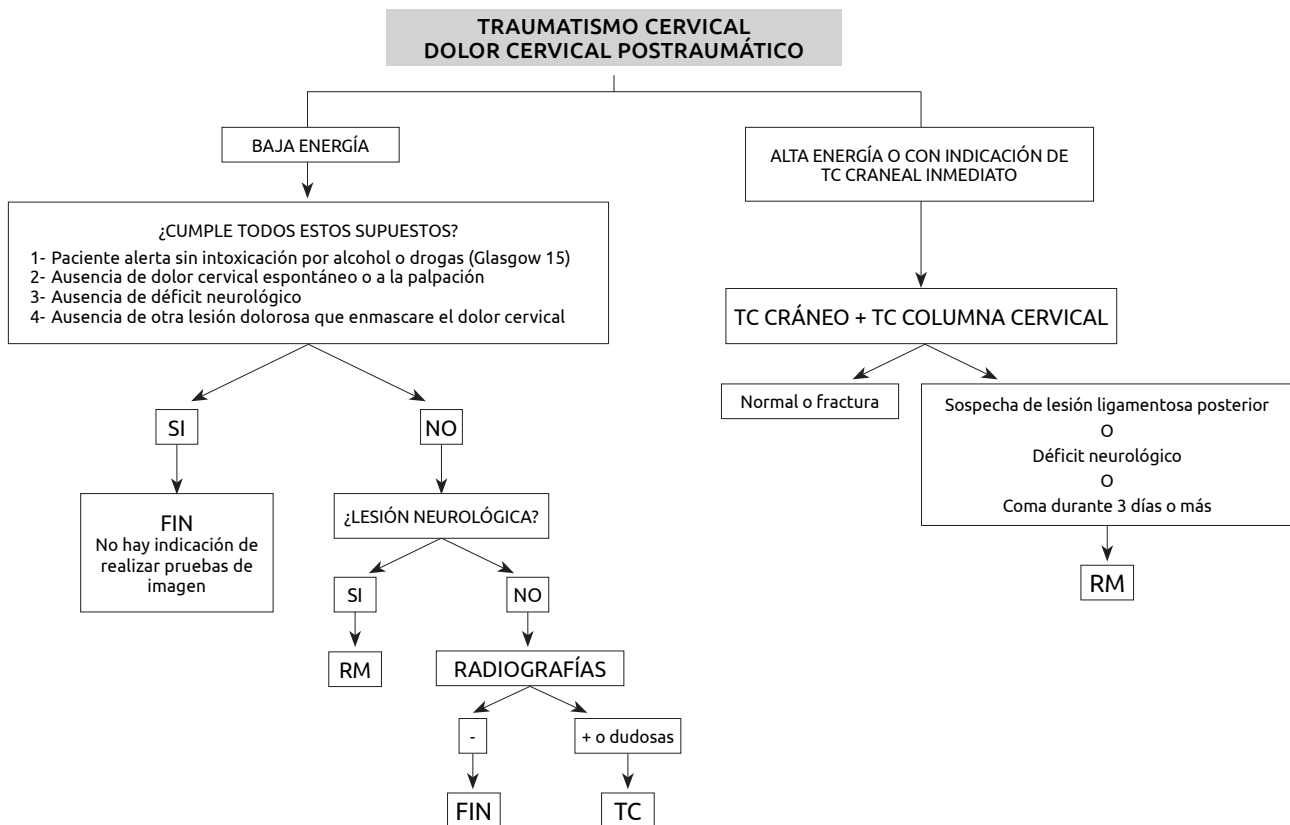 TRAUMATISMO CERVICAL
DOLOR CERVICAL POSTRAUMÁTICO
BAJA ENERGÍA
ALTA ENERGÍA O CON INDICACIÓN DE
TC CRANEAL INMEDIATO
¿CUMPLE TODOS ESTOS SUPUESTOS?
1- Paciente alerta sin intoxicación por alcohol o drogas (Glasgow 15)
2- Ausencia de dolor cervical espontáneo o a la palpación
3- Ausencia de déficit neurológico
4- Ausencia de otra lesión dolorosa que enmascare el dolor cervical
TC CRÁNEO + TC COLUMNA CERVICAL
SI
NO
Normal o fractura
Sospecha de lesión ligamentosa posterior
O
Déficit neurológico
O
Coma durante 3 días o más
FIN
No hay indicación de
realizar pruebas de
imagen
¿LESIÓN NEUROLÓGICA?
RM
SI
NO
RM
RADIOGRAFÍAS
-
+ o dudosas
FIN
TC